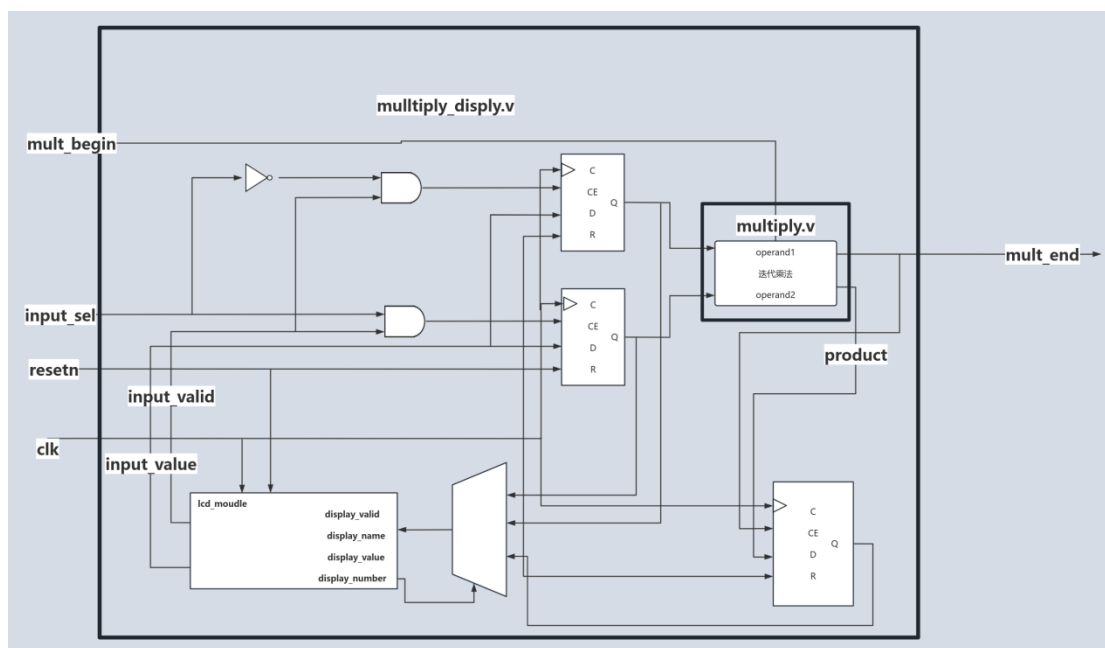 mulltiply_disply.v
mult_begin
C
CE
Q
D
R
multiply.v
operand1
迭代乘法
operand2
mult_end
input_sel
C
CE
Q
D
R
product
resetn
input_valid
clk
input_value
lcd_moudle
display_valid
display_name
display_value
display_number
C
CE
Q
D
R